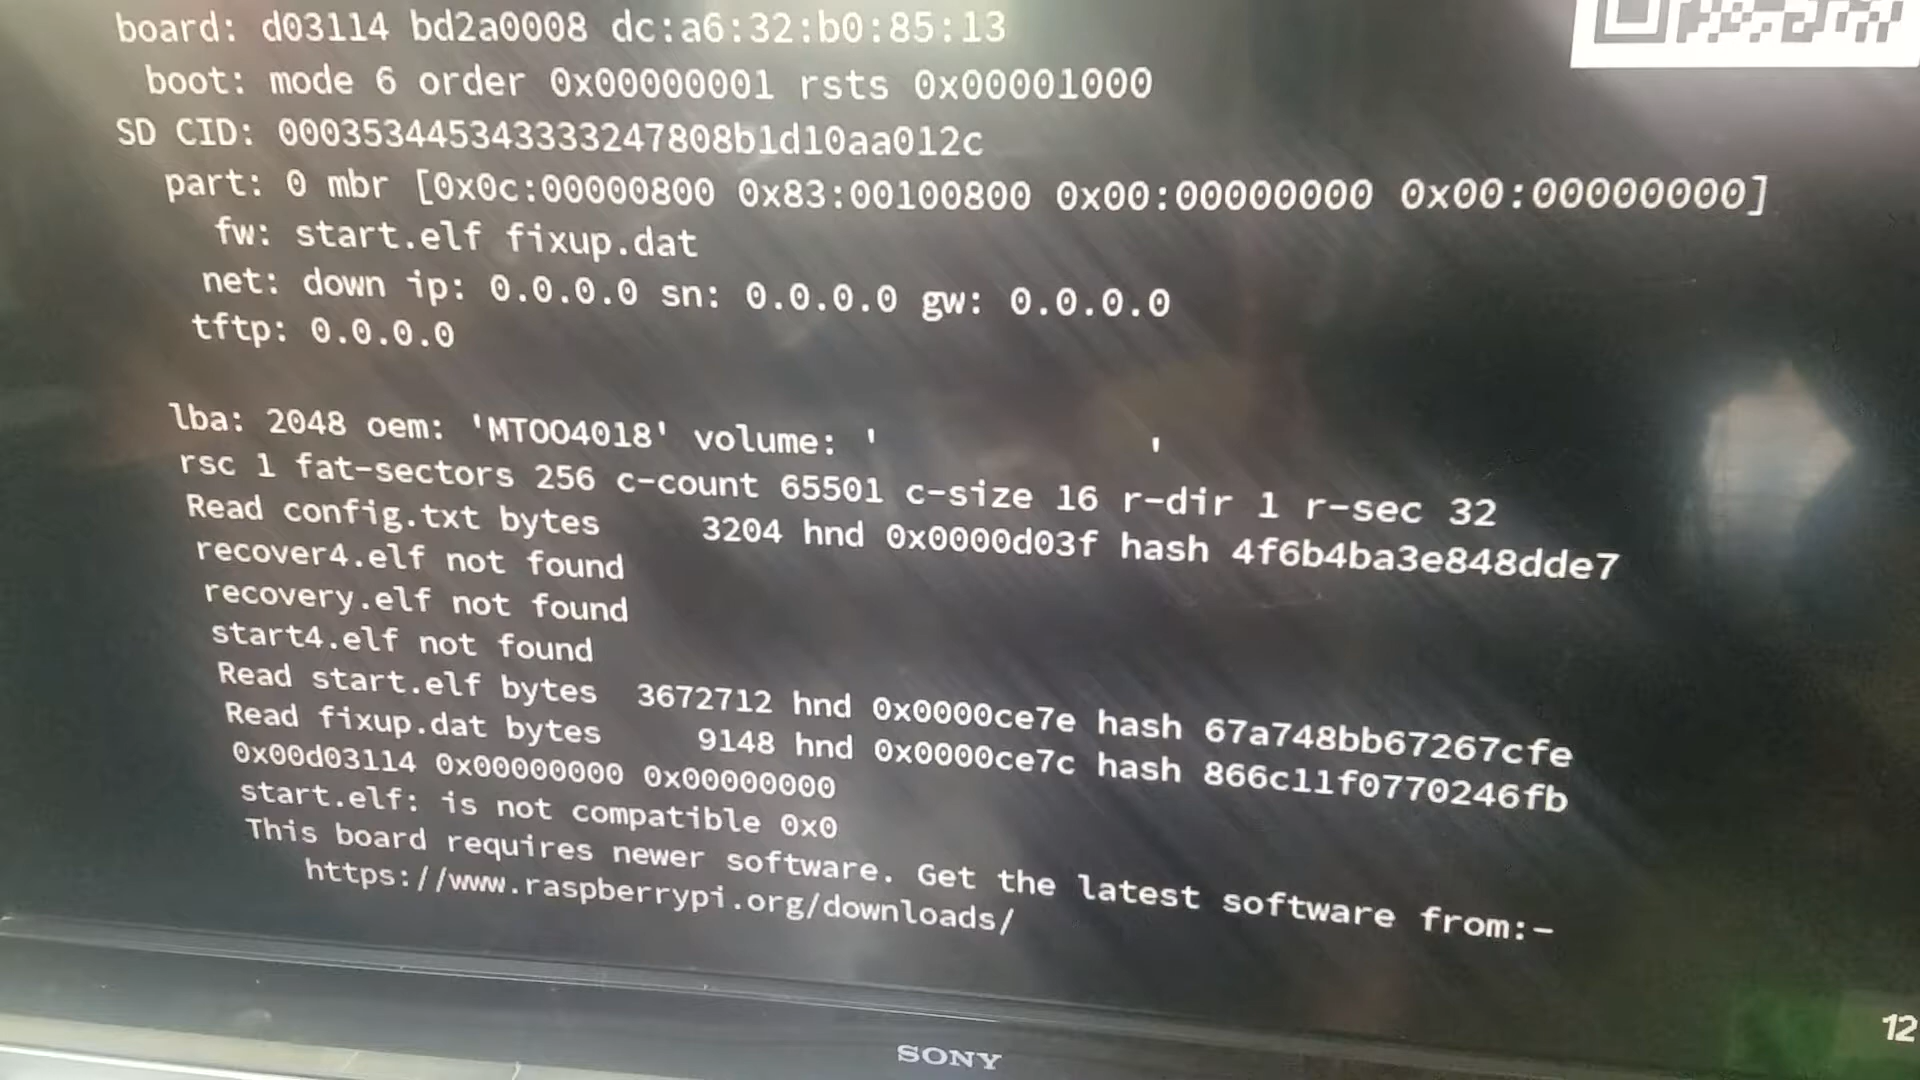 board: d03114 bd2a0008 dc:a6:32:b0:85:13
boot: mode 6 order 0x00000001 rsts 0x00001000
SD CID: 000353445343333247808b1d10aa012c
part: 0 mbr [0x0c:00000800 0x83:00100800 0x00:00000000 0x00:00000000]
fw: start.elf fixup.dat
net: down ip: 0.0.0.0 sn: 0.0.0.0 gw: 0.0.0.0
tftp: 0.0.0.0
lba: 2048 oem: 'MTOO4018' volume: ' '
rsc 1 fat-sectors 256 c-count 65501 c-size 16 r-dir 1 r-sec 32
Read config.txt bytes 3204 hnd 0x0000d03f hash 4f6b4ba3e848dde7
recover4.elf not found
recovery.elf not found
start4.elf not found
Read start.elf bytes 3672712 hnd 0x0000ce7e hash 67a748bb67267cfe
Read fixup.dat bytes 9148 hnd 0x0000ce7c hash 866c11f0770246fb
0x00d03114 0x00000000 0x00000000
start.elf: is not compatible 0x0
This board requires newer software. Get the latest software from:-
https://www.raspberrypi.org/downloads/
12
SONY